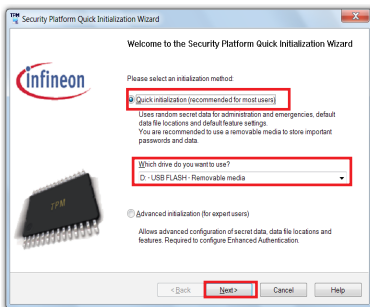 Security Platform Quick Initialization Wizard
Welcome to the Security Platform Quick Initialization Wizard
infineon
Please select an initialization method:
Quick initialization (recommended for most users)
Uses random secret data for administration and emergencies, default
data file locations and default feature settings.
You are recommended to use a removable media to store important
passwords and data.
Which drive do you want to use?
D: - USB FLASH - Removable media
TPM
Advanced initialization (for expert users)
Allows advanced configuration of secret data, data file locations and
features. Required to configure Enhanced Authentication.
< Back
Next >
Cancel
Help